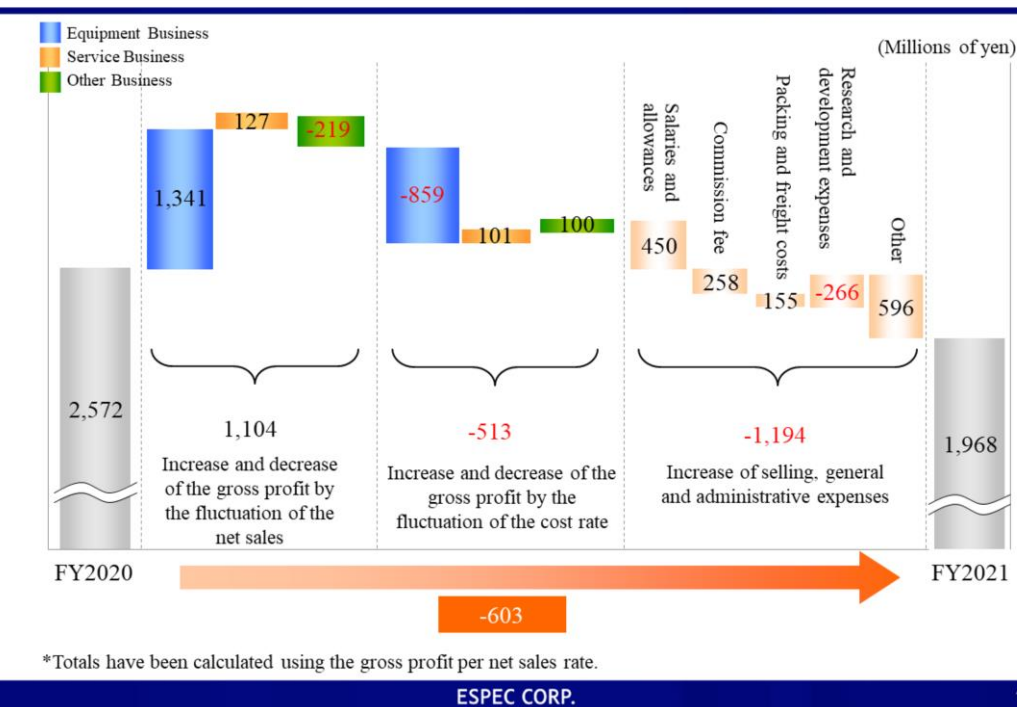 Equipment Business
Service Business
Other Business
(Millions of yen)
2,572
1,341
127
-219
-859
101
100
Salaries and
allowances
Commission fee
Packing and freight costs
Research and
development expenses
Other
450
258
155
-266
596
1,968
1,104
Increase and decrease
of the gross profit by
the fluctuation of the
net sales
-513
Increase and decrease of the
gross profit by the
fluctuation of the cost rate
-1,194
Increase of selling, general
and administrative expenses
FY2020
FY2021
-603
*Totals have been calculated using the gross profit per net sales rate.
ESPEC CORP.